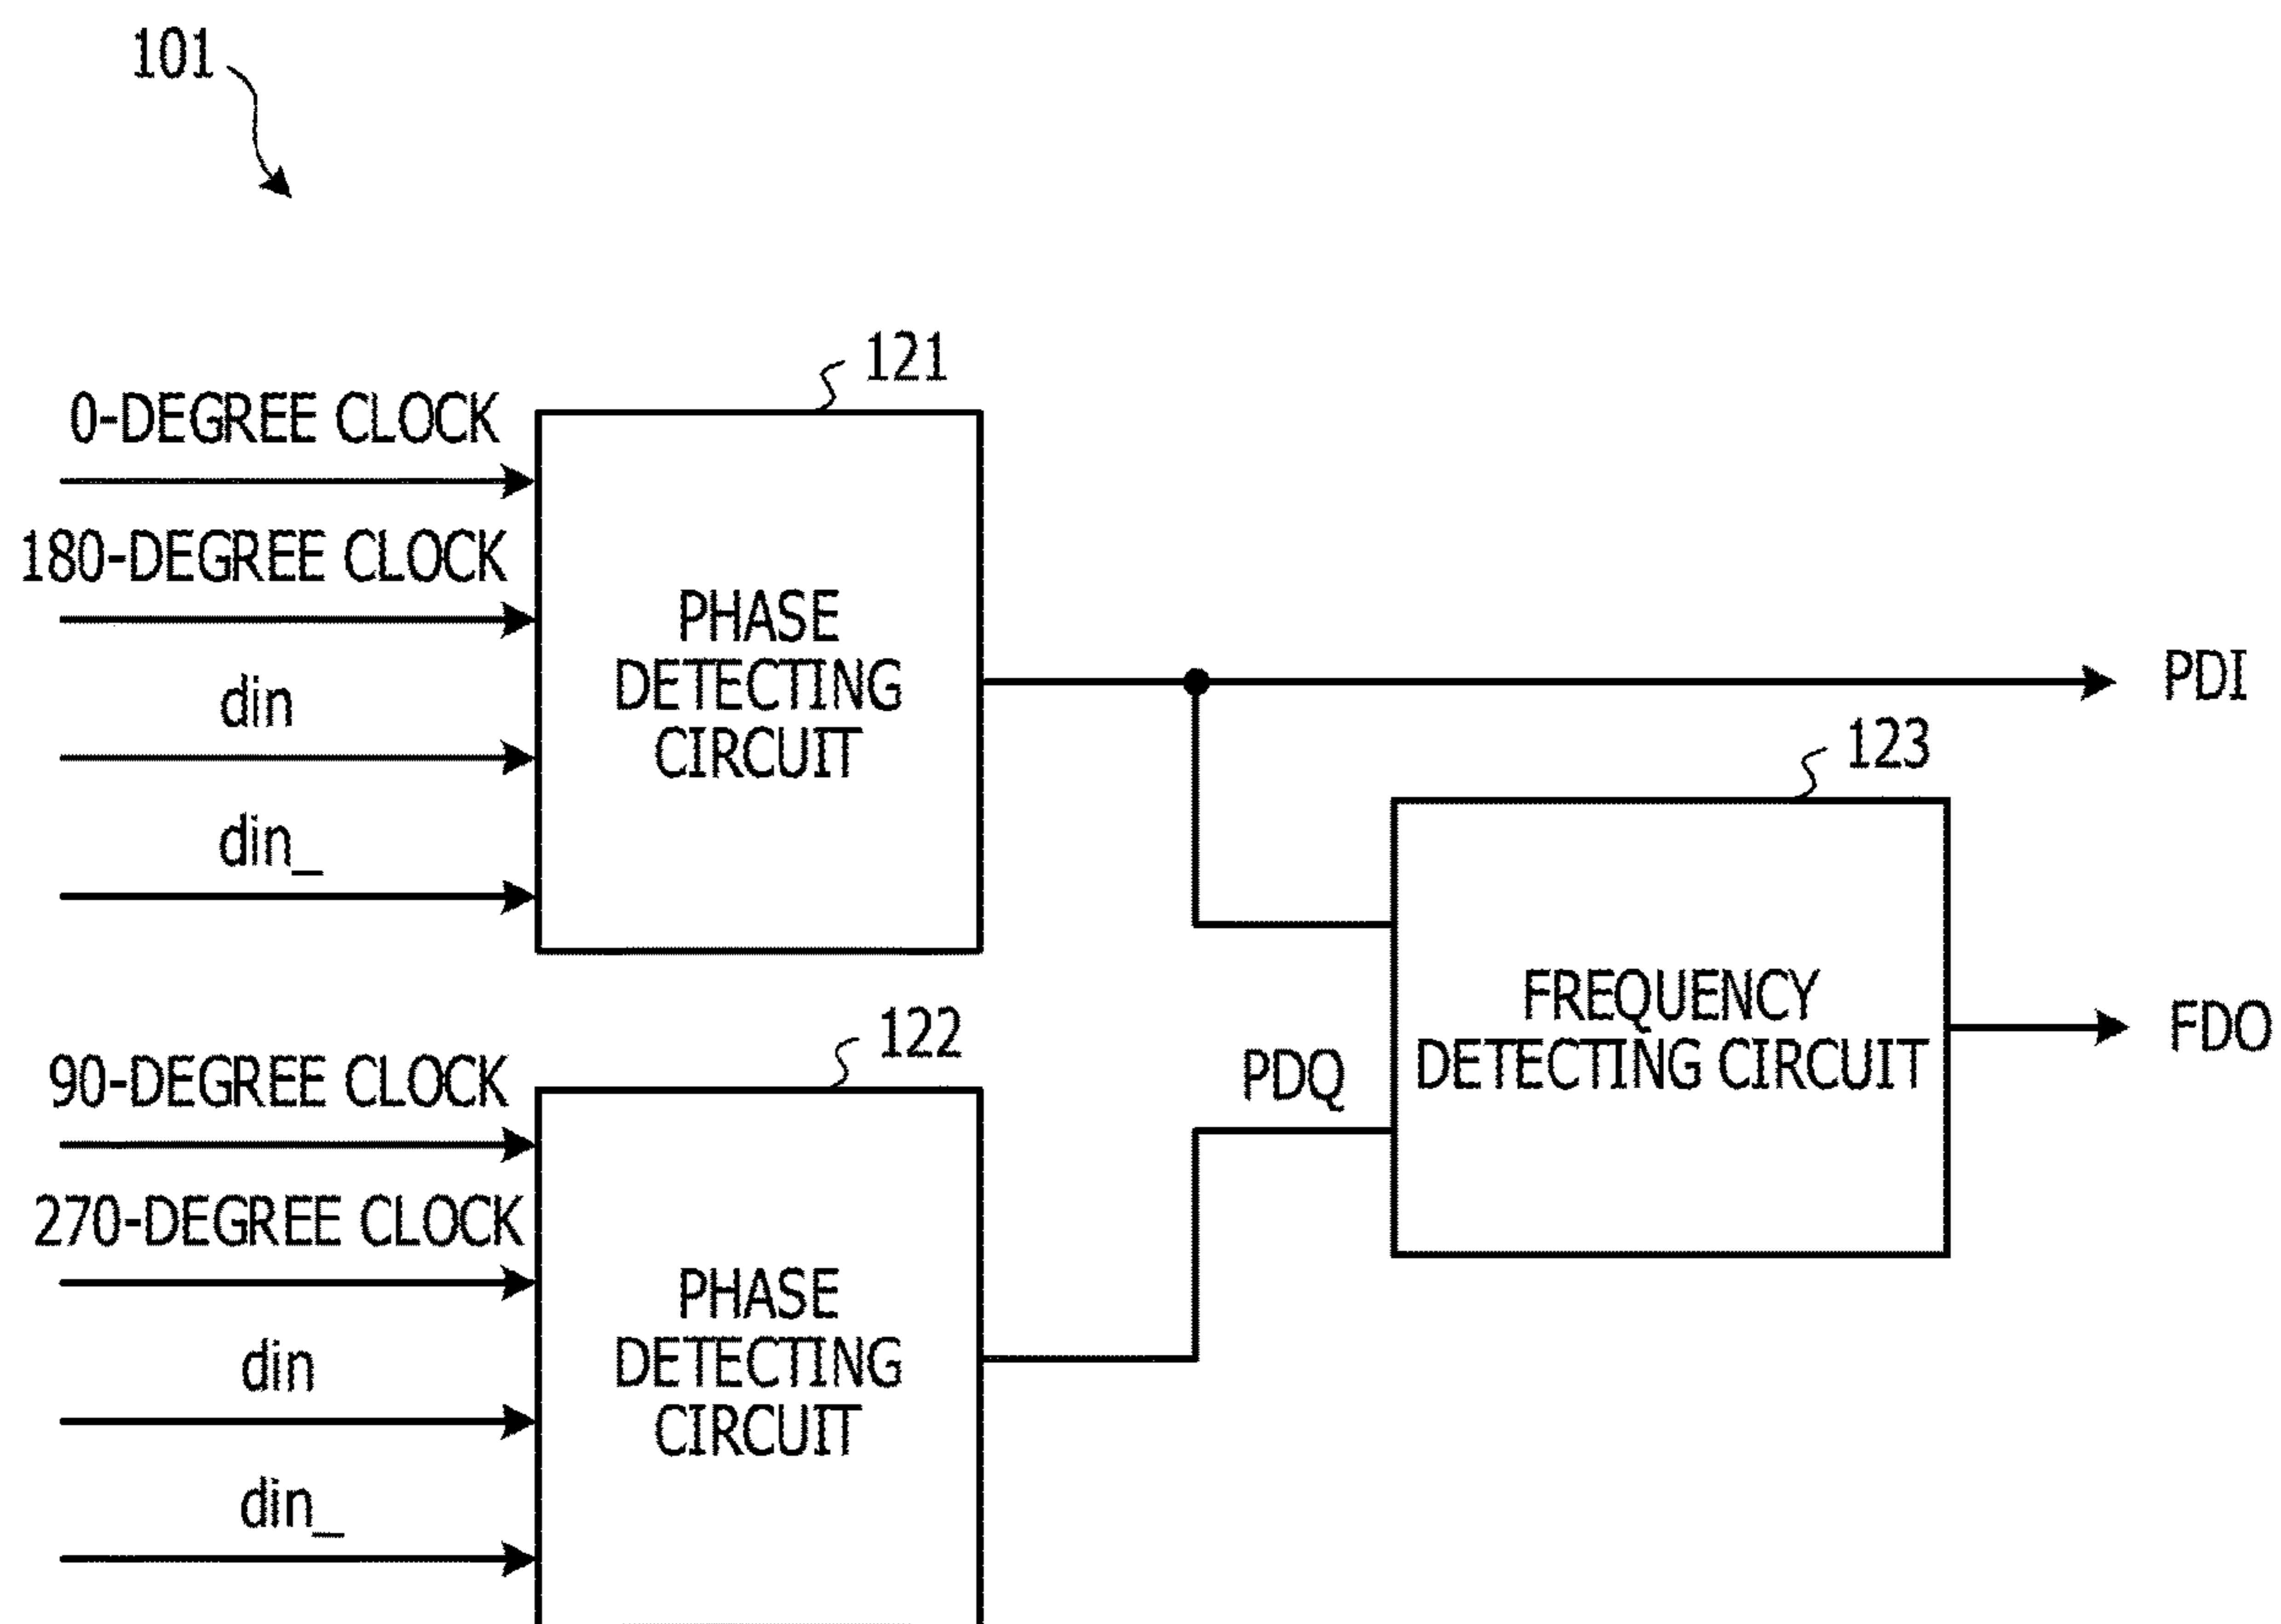 101
121
0-DEGREE CLOCK
180-DEGREE CLOCK
din
din_
PHASE
DETECTING
CIRCUIT
PDI
123
FREQUENCY
DETECTING CIRCUIT
FDO
PDQ
122
90-DEGREE CLOCK
270-DEGREE CLOCK
din
din_
PHASE
DETECTING
CIRCUIT